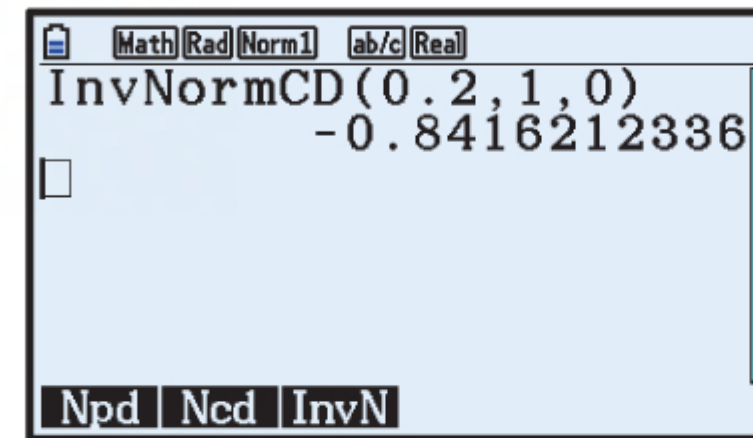 Math Rad Norm1 ab/c Real
InvNormCD(0.2,1,0)
-0.8416212336
Npd Ncd InvN